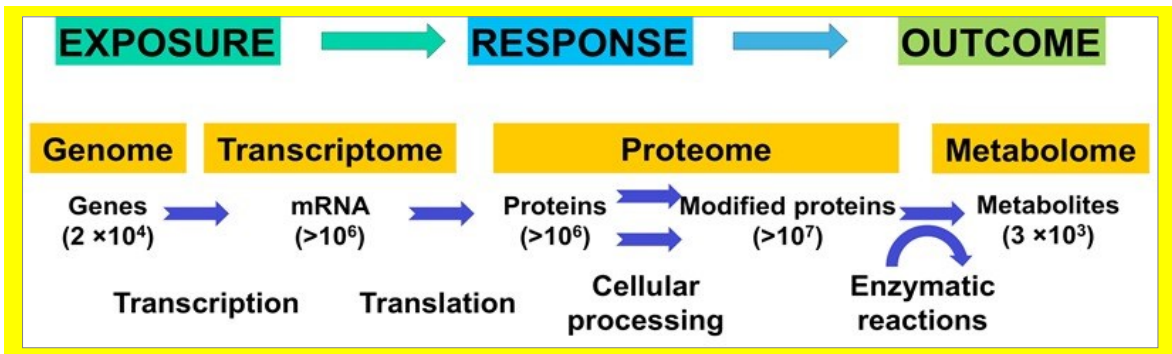 EXPOSURE RESPONSE OUTCOME
Genome Transcriptome Proteome Metabolome
Genes mRNA Proteins Modified proteins Metabolites
(2 ×10⁴) (>10⁶) (>10⁶) (>10⁷) (3 ×10³)
Transcription Translation Cellular processing Enzymatic reactions